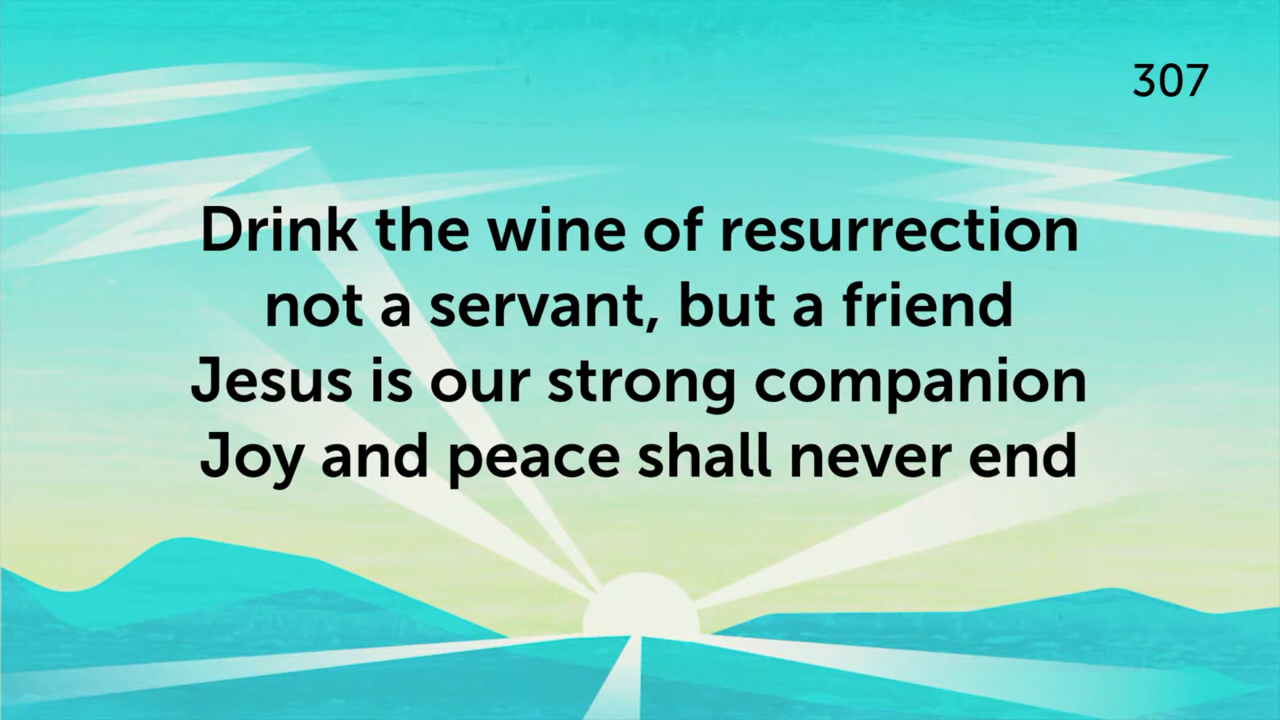 307
Drink the wine of resurrection
not a servant, but a friend
Jesus is our strong companion
Joy and peace shall never end